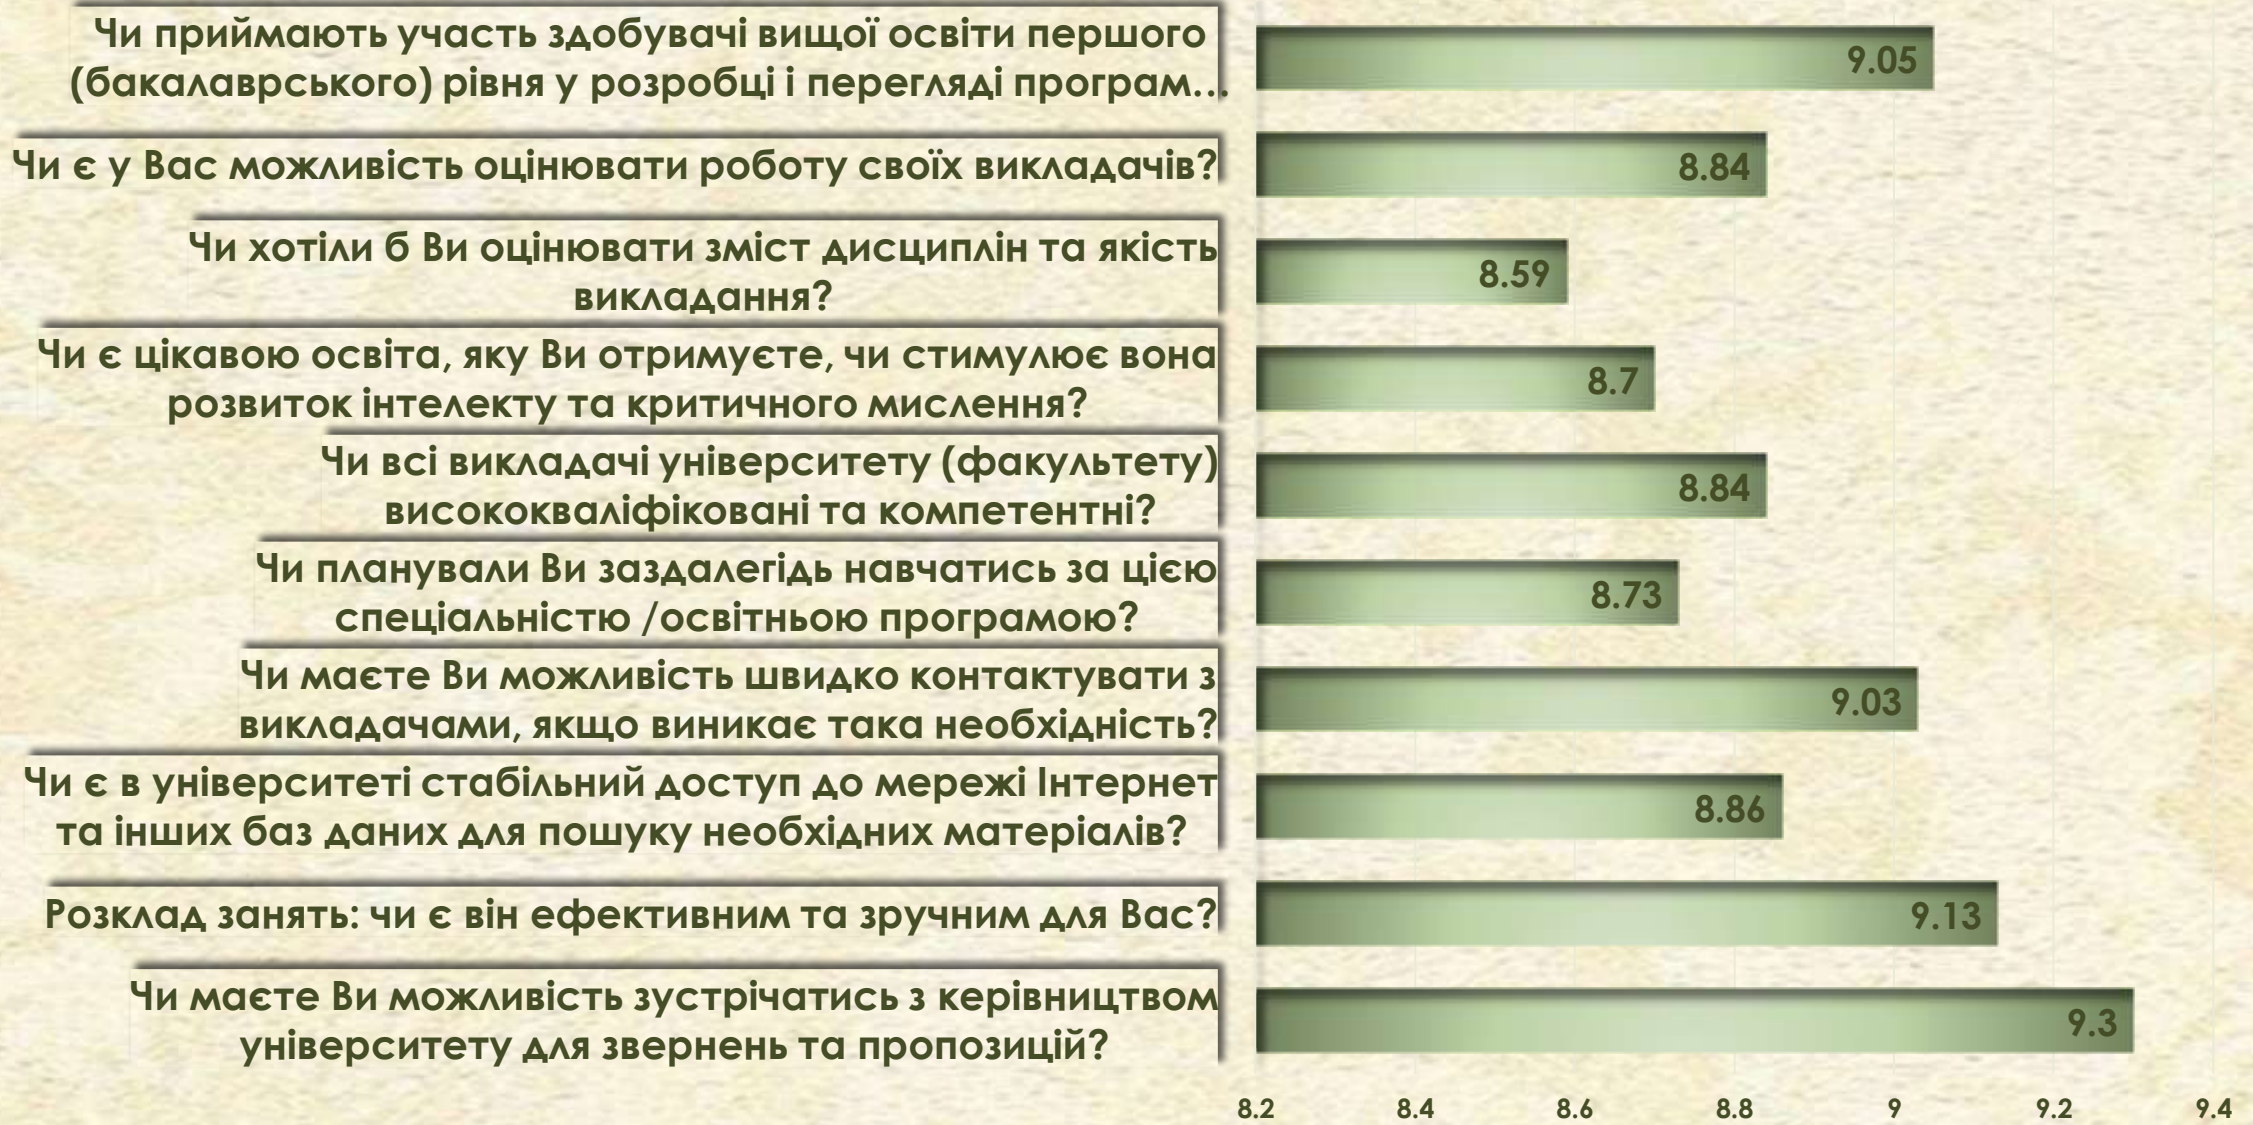 Чи приймають участь здобувачі вищої освіти першого
(бакалаврського) рівня у розробці і перегляді програм…
9.05
Чи є у Вас можливість оцінювати роботу своїх викладачів?
8.84
Чи хотіли б Ви оцінювати зміст дисциплін та якість
викладання?
8.59
Чи є цікавою освіта, яку Ви отримуєте, чи стимулює вона
розвиток інтелекту та критичного мислення?
8.7
Чи всі викладачі університету (факультету)
висококваліфіковані та компетентні?
8.84
Чи планували Ви заздалегідь навчатись за цією
спеціальністю /освітньою програмою?
8.73
Чи маєте Ви можливість швидко контактувати з
викладачами, якщо виникає така необхідність?
9.03
Чи є в університеті стабільний доступ до мережі Інтернет
та інших баз даних для пошуку необхідних матеріалів?
8.86
Розклад занять: чи є він ефективним та зручним для Вас?
9.13
Чи маєте Ви можливість зустрічатись з керівництвом
університету для звернень та пропозицій?
9.3
8.2 8.4 8.6 8.8 9 9.2 9.4